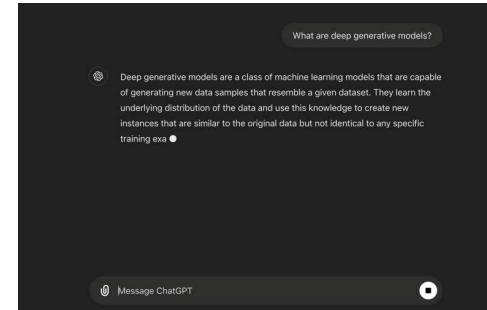 What are deep generative models?
Deep generative models are a class of machine learning models that are capable
of generating new data samples that resemble a given dataset. They learn the
underlying distribution of the data and use this knowledge to create new
instances that are similar to the original data but not identical to any specific
training exa
Message ChatGPT